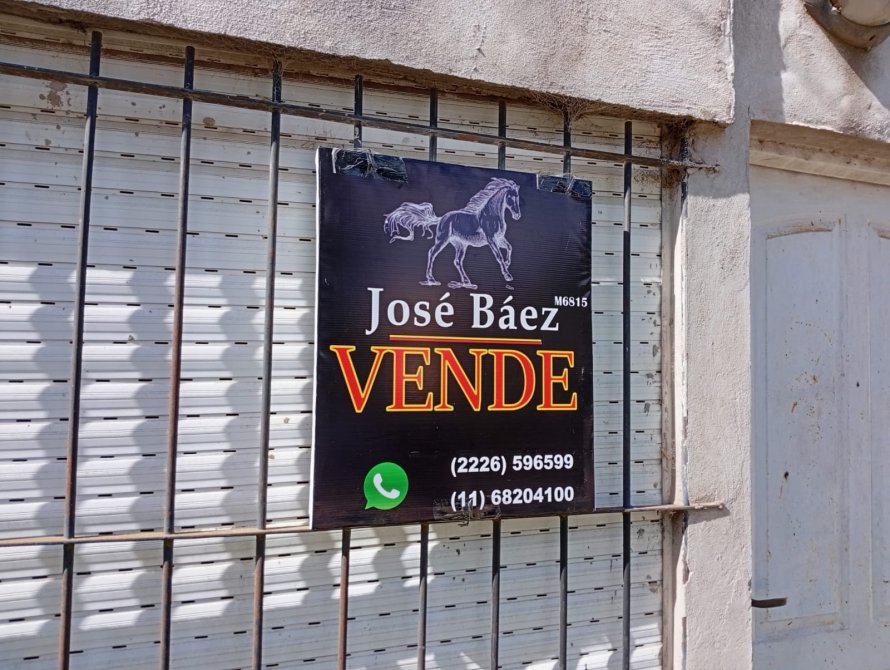 José Báez M6815
VENDE
(2226) 596599
(11) 68204100